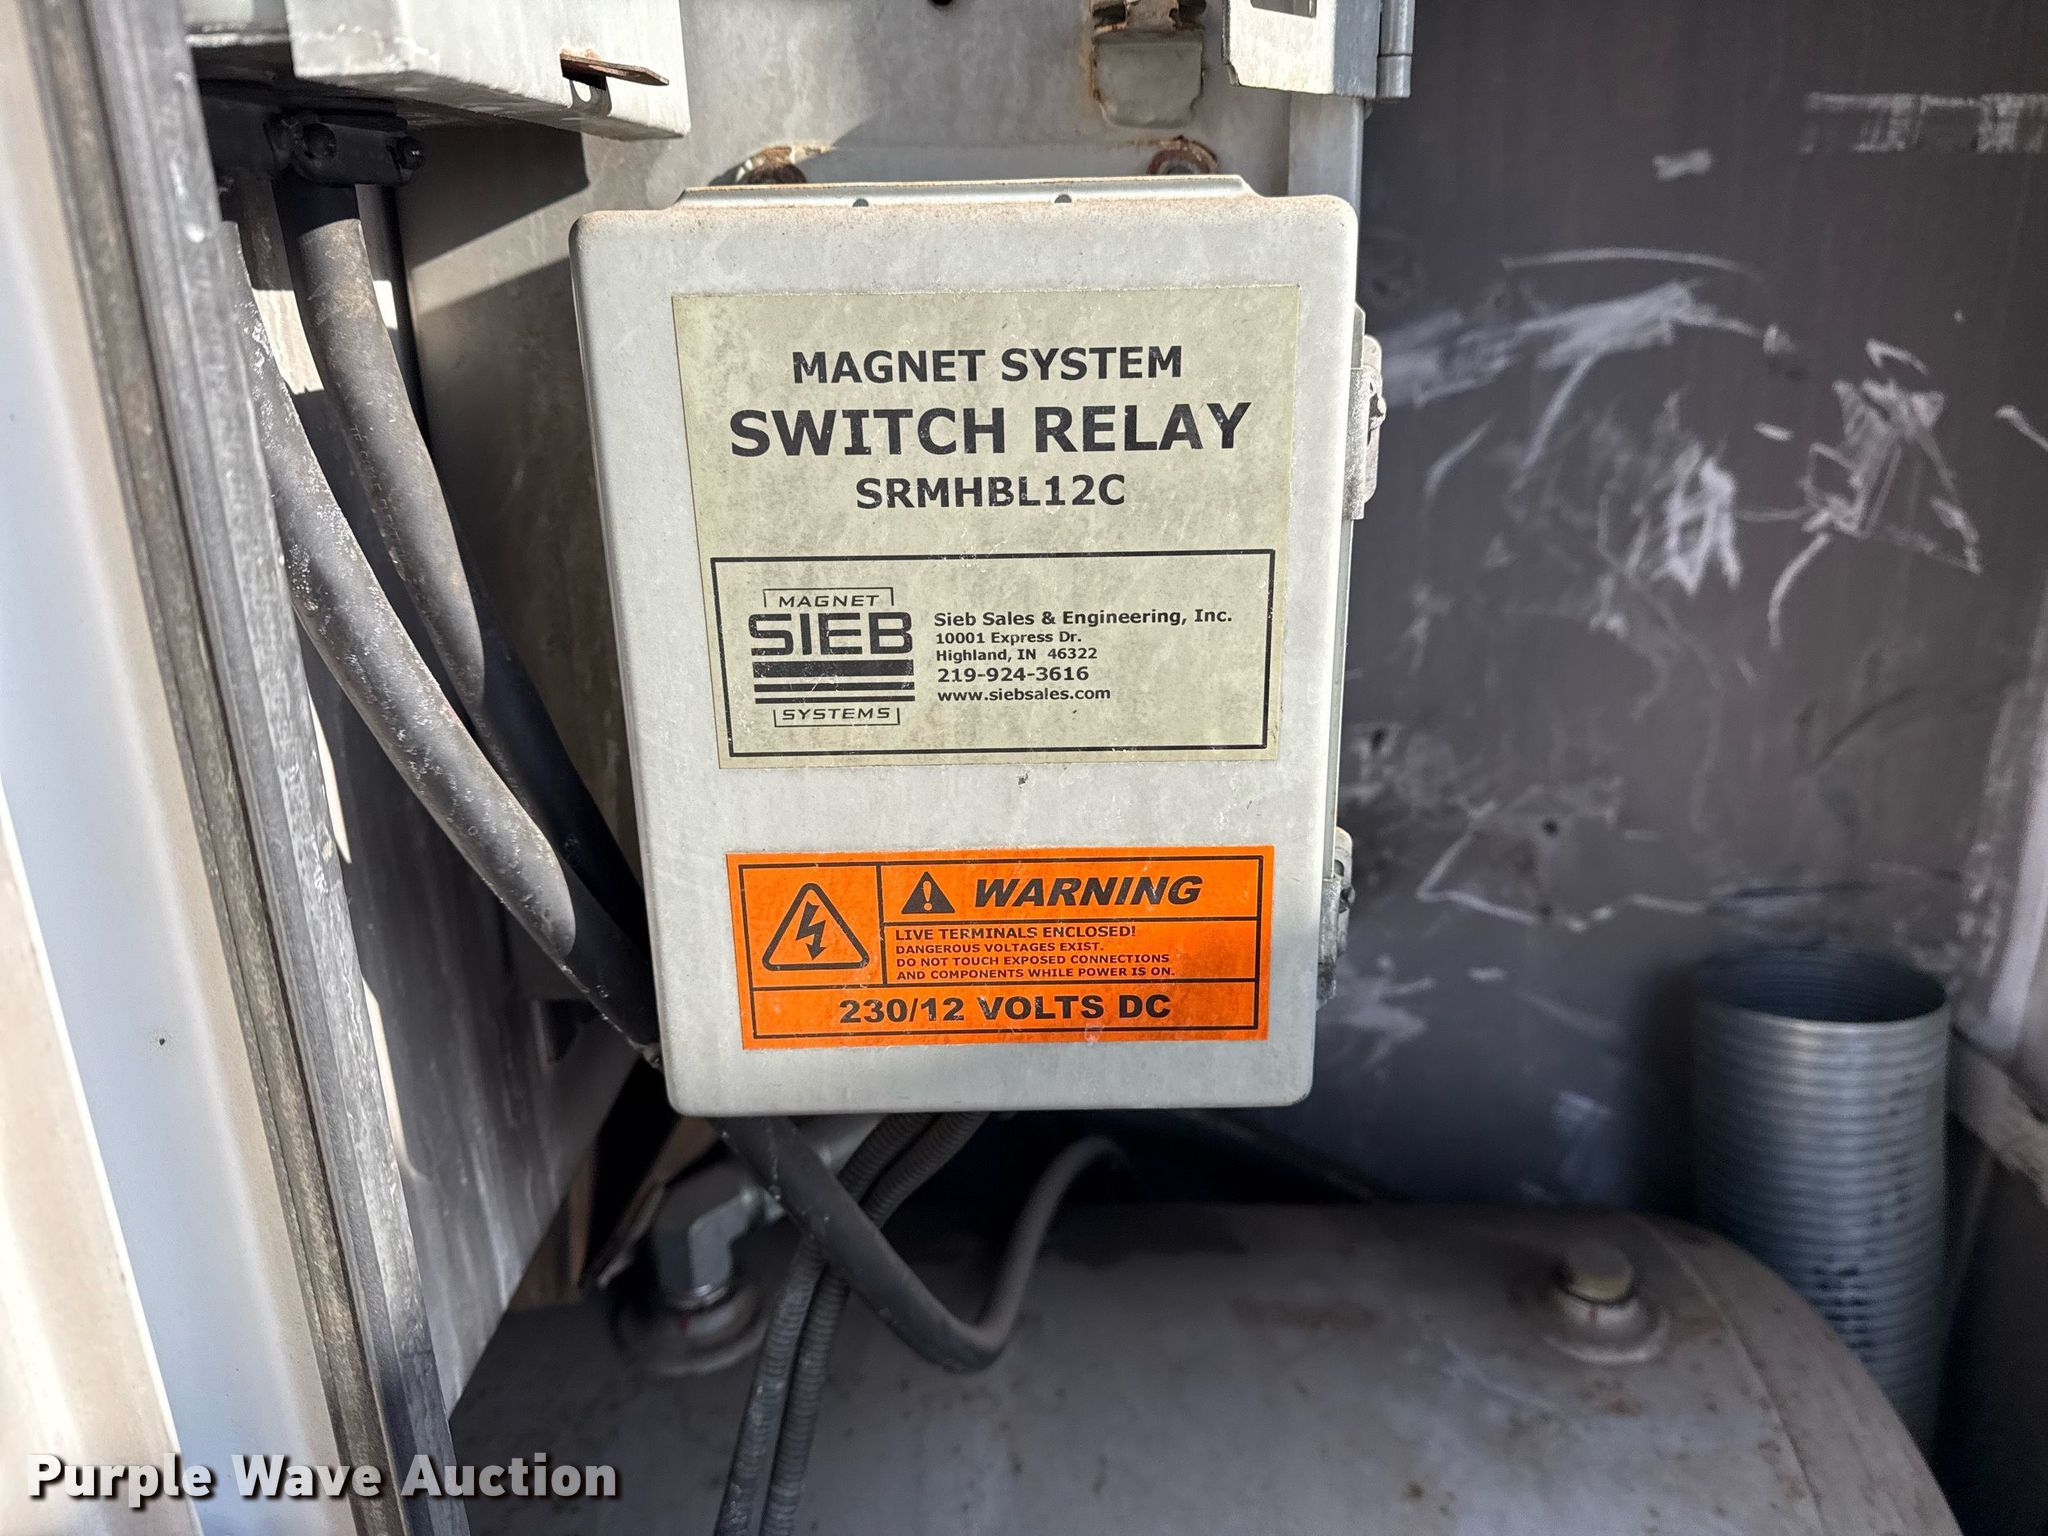 MAGNET SYSTEM
SWITCH RELAY
SRMHBL12C
MAGNET
SIEB
SYSTEMS
Sieb Sales & Engineering, Inc.
10001 Express Dr.
Highland, IN 46322
219-924-3616
www.siebsales.com
WARNING
LIVE TERMINALS ENCLOSED!
DANGEROUS VOLTAGES EXIST.
DO NOT TOUCH EXPOSED CONNECTIONS
AND COMPONENTS WHILE POWER IS ON.
230/12 VOLTS DC
Purple Wave Auction